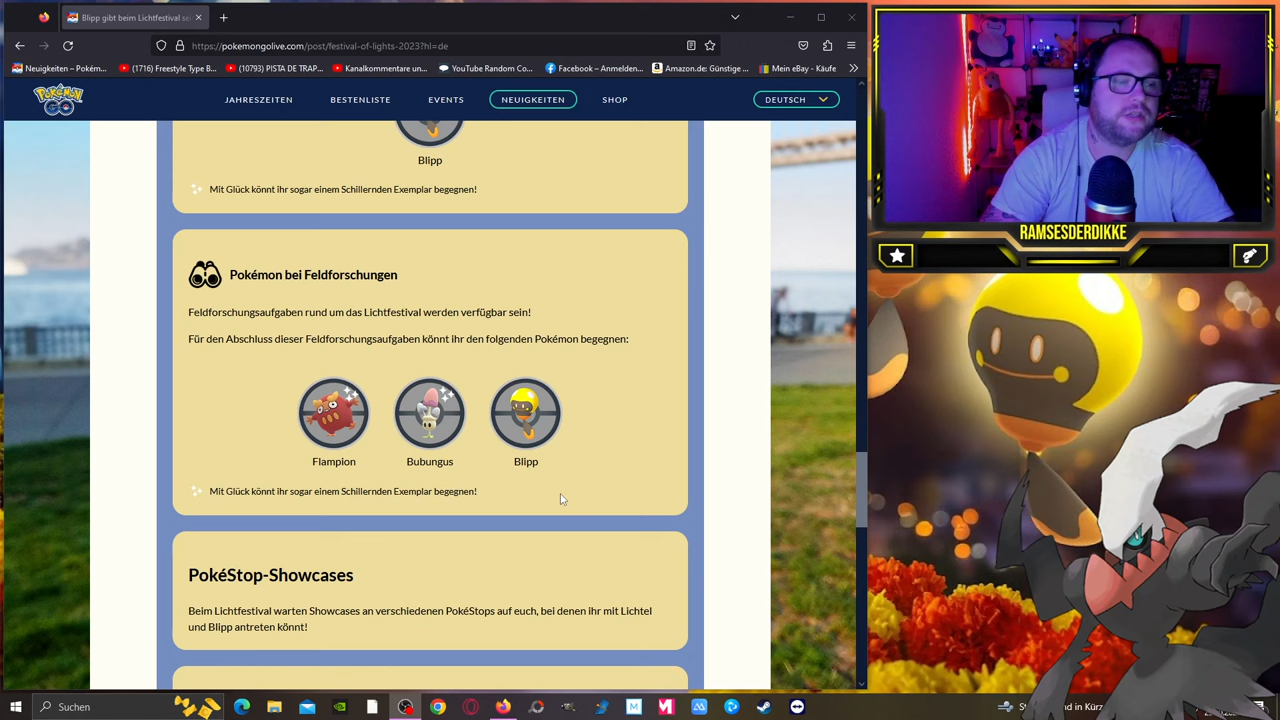 Blipp gibt beim Lichtfestival se
https://pokemongolive.com/post/festival-of-lights-2023?hl=de
Neuigkeiten – Pokém...
(1716) Freestyle Type B...
(10793) PISTA DE TRAP...
Kanalkommentare un...
YouTube Random Co...
Facebook – Anmelden...
Amazon.de: Günstige ...
Mein eBay - Käufe
Pokémon GO
JAHRESZEITEN
BESTENLISTE
EVENTS
NEUIGKEITEN
SHOP
DEUTSCH
Blipp
Mit Glück könnt ihr sogar einem Schillernden Exemplar begegnen!
Pokémon bei Feldforschungen
Feldforschungsaufgaben rund um das Lichtfestival werden verfügbar sein!
Für den Abschluss dieser Feldforschungsaufgaben könnt ihr den folgenden Pokémon begegnen:
Flampion
Bubungus
Blipp
Mit Glück könnt ihr sogar einem Schillernden Exemplar begegnen!
PokéStop-Showcases
Beim Lichtfestival warten Showcases an verschiedenen PokéStops auf euch, bei denen ihr mit Lichtel
und Blipp antreten könnt!
RAMSESDERDIKKE
Suchen